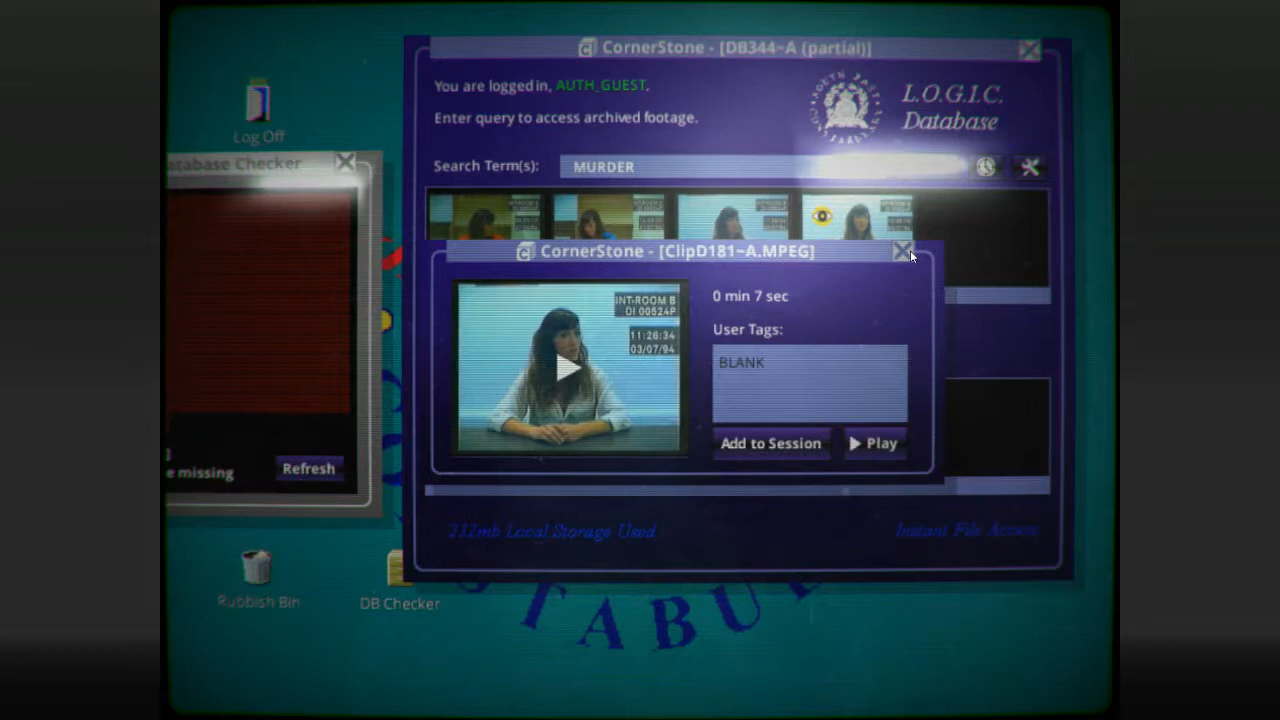 CornerStone - [DB344~A (partial)]
You are logged in, AUTH_GUEST.
Enter query to access archived footage.
L.O.G.I.C.
Database
Search Term(s):
MURDER
Log Off
atabase Checker
CornerStone - [ClipD181~A.MPEG]
INT-ROOM B
DI 00524P
11:26:34
03/07/94
0 min 7 sec
User Tags:
BLANK
Add to Session
Play
e missing
Refresh
232mb Local Storage Used
Instant File Access
Rubbish Bin
DB Checker
TABUL